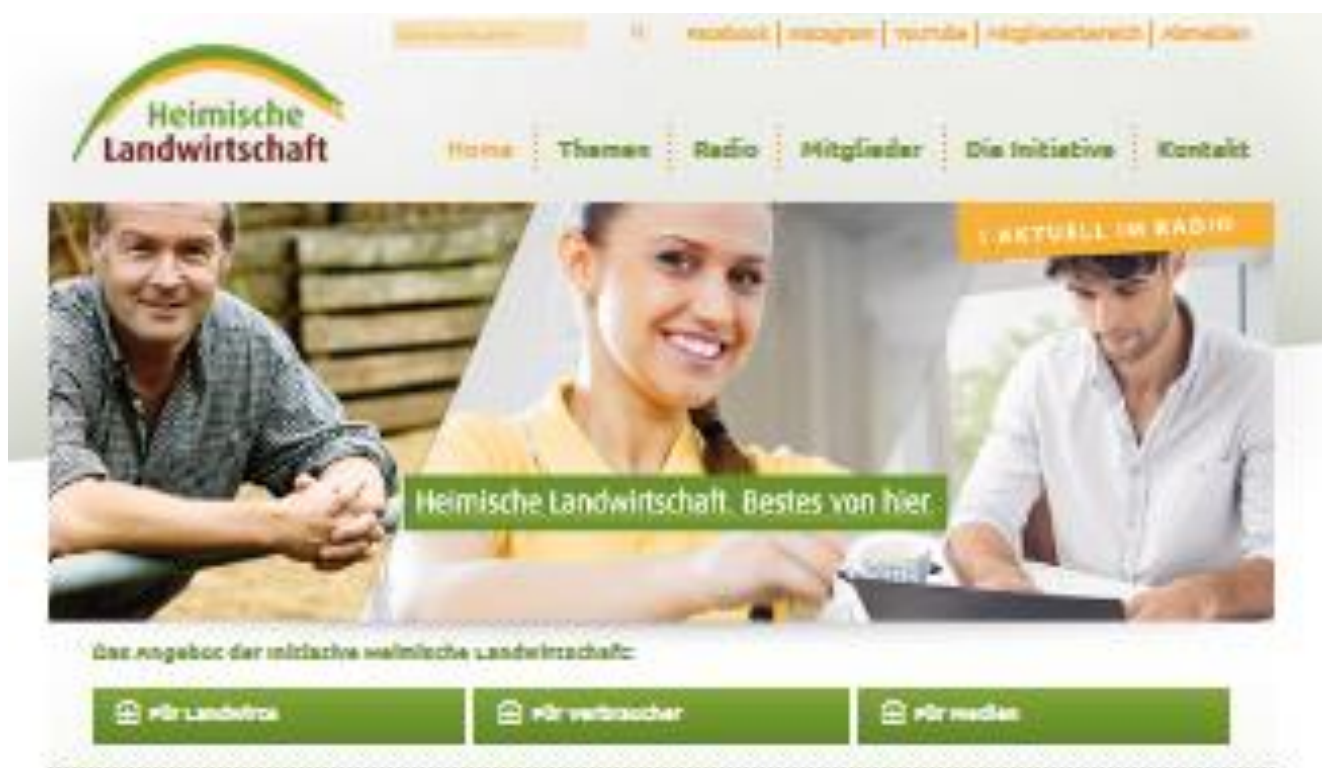 Facebook | Instagram | YouTube | Mitgliederbereich | Abmelden
Heimische
Landwirtschaft
Home Themen Radio Mitglieder Die Initiative Kontakt
AKTUELL IM RADIO
Heimische Landwirtschaft. Bestes von hier.
Das Angebot der Initiative Heimische Landwirtschaft:
Für Landwirte
Für Verbraucher
Für Medien